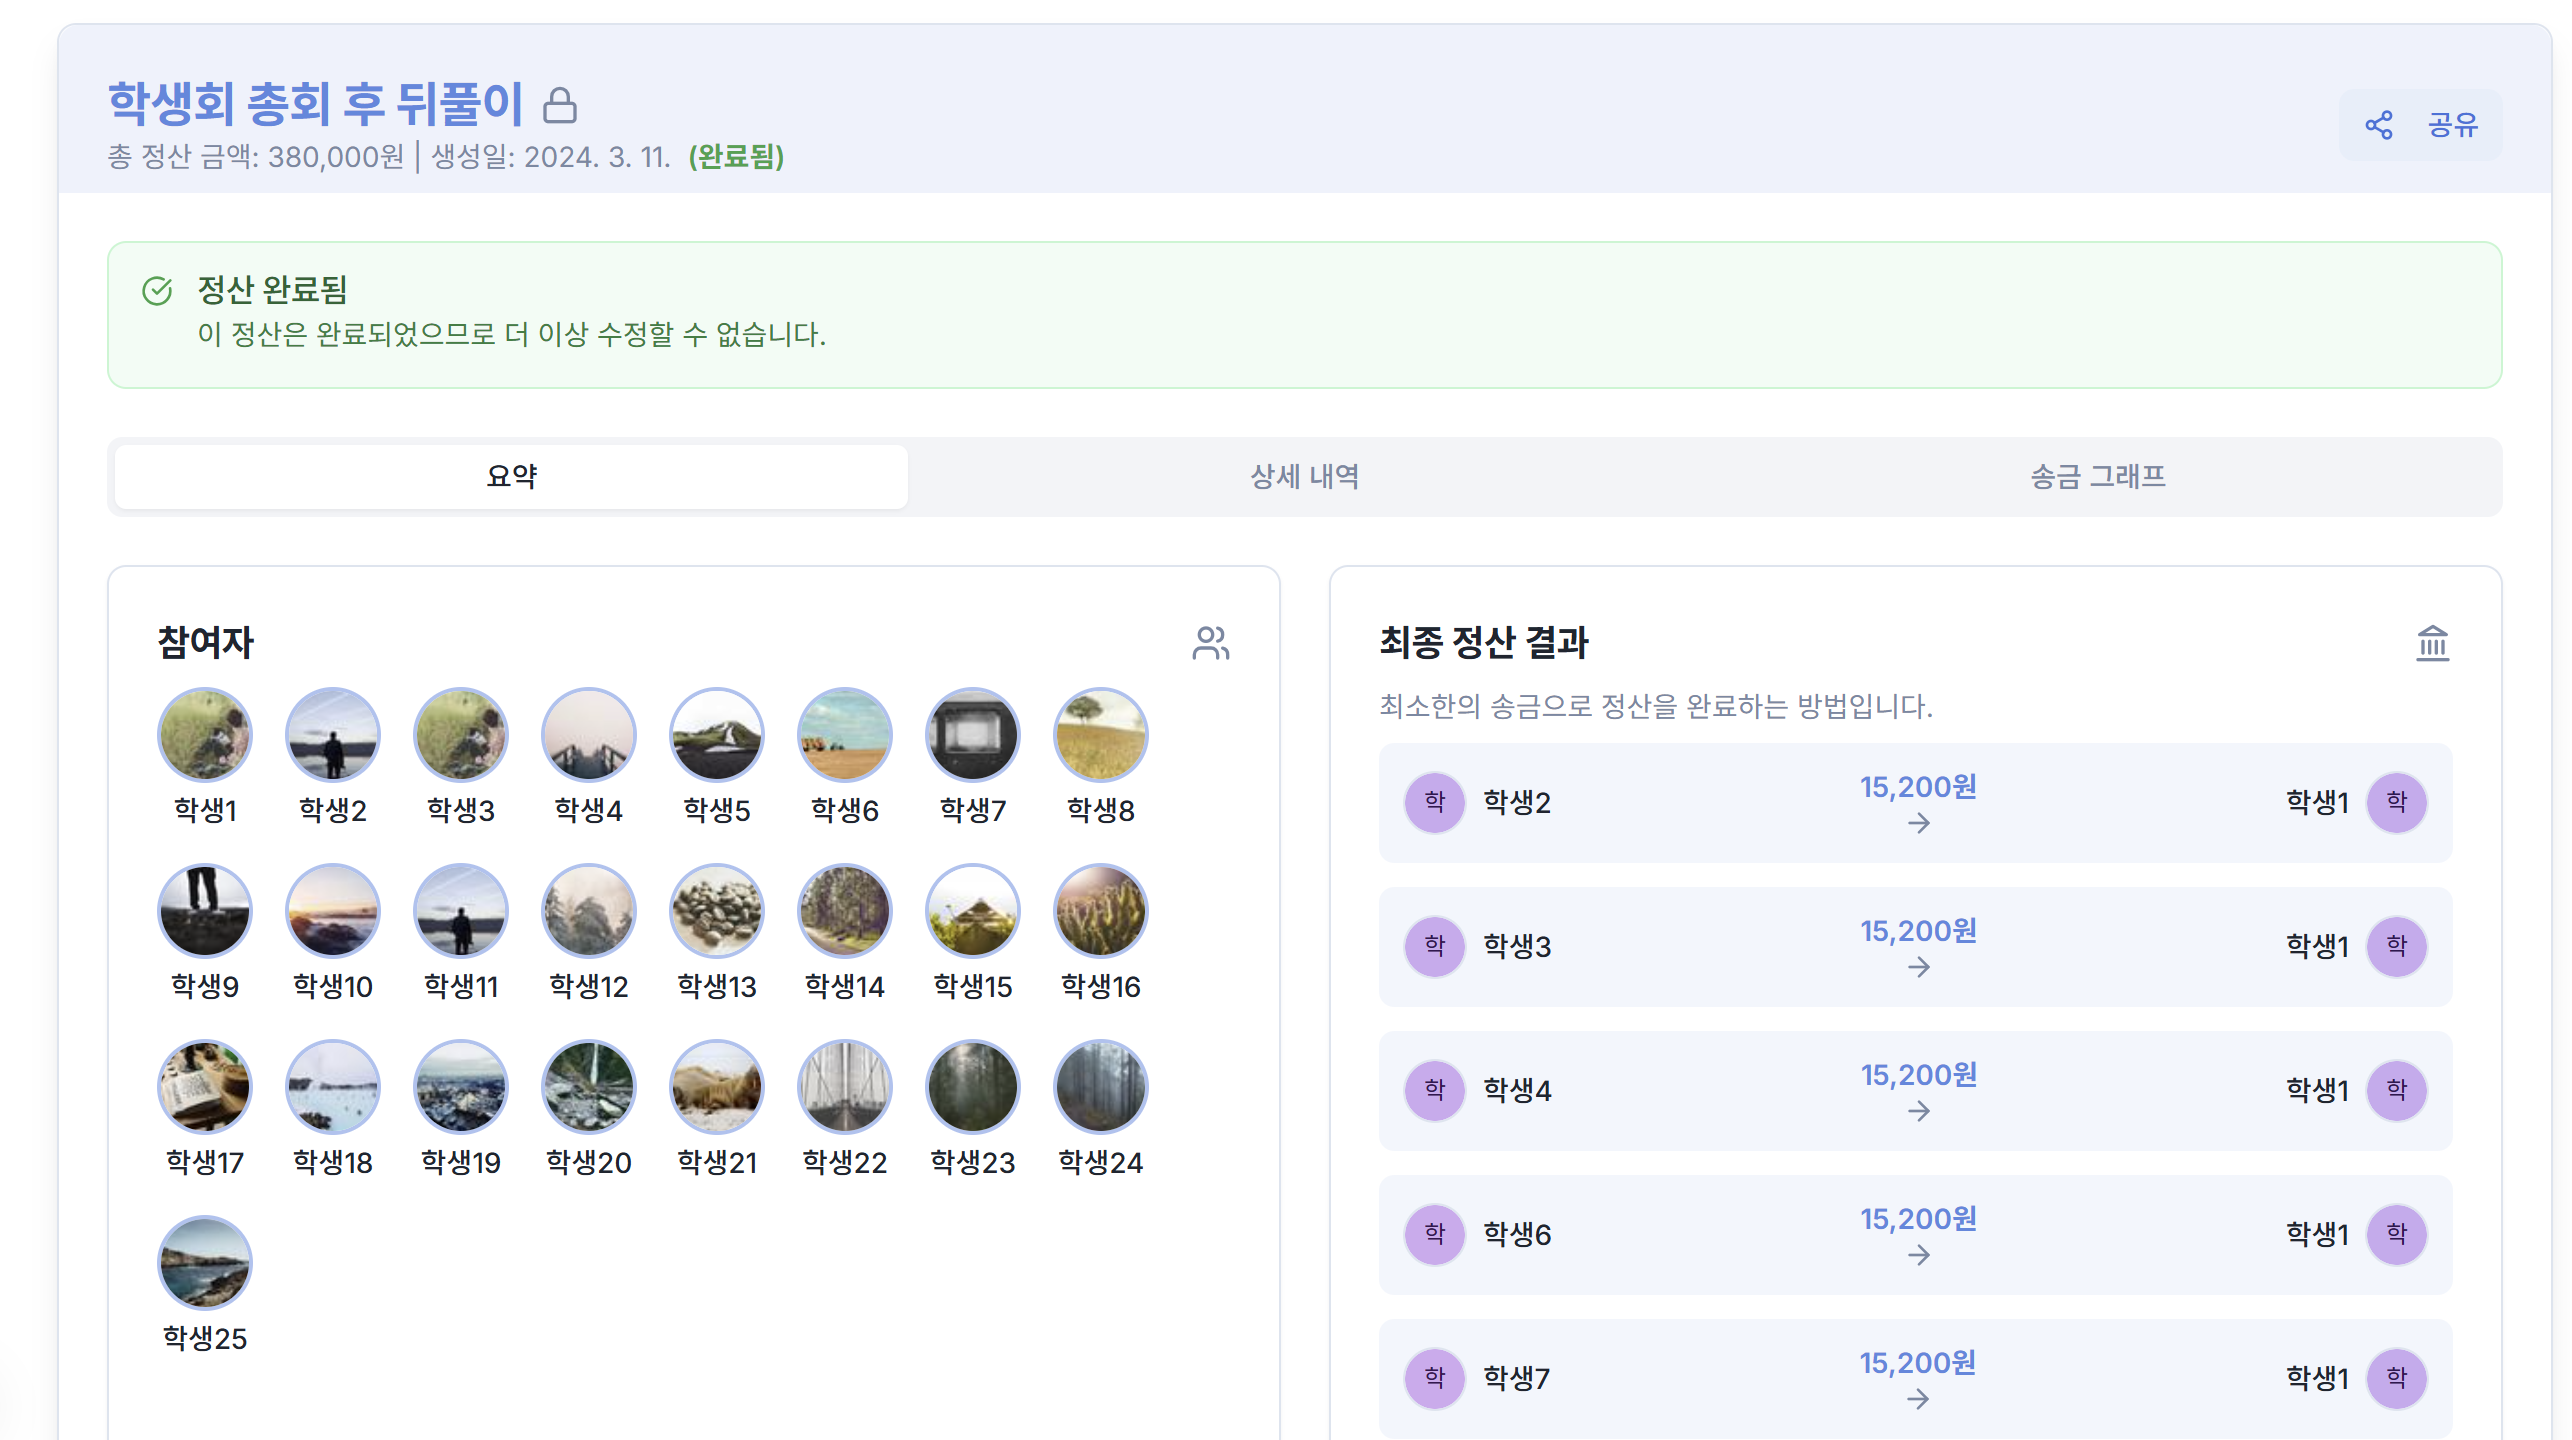 학생회 총회 후 뒤풀이
총 정산 금액: 380,000원 | 생성일: 2024. 3. 11. (완료됨)
공유
정산 완료됨
이 정산은 완료되었으므로 더 이상 수정할 수 없습니다.
요약 상세 내역 송금 그래프
참여자
학생1 학생2 학생3 학생4 학생5 학생6 학생7 학생8
학생9 학생10 학생11 학생12 학생13 학생14 학생15 학생16
학생17 학생18 학생19 학생20 학생21 학생22 학생23 학생24
학생25
최종 정산 결과
최소한의 송금으로 정산을 완료하는 방법입니다.
학 학생2 15,200원 → 학생1 학
학 학생3 15,200원 → 학생1 학
학 학생4 15,200원 → 학생1 학
학 학생6 15,200원 → 학생1 학
학 학생7 15,200원 → 학생1 학